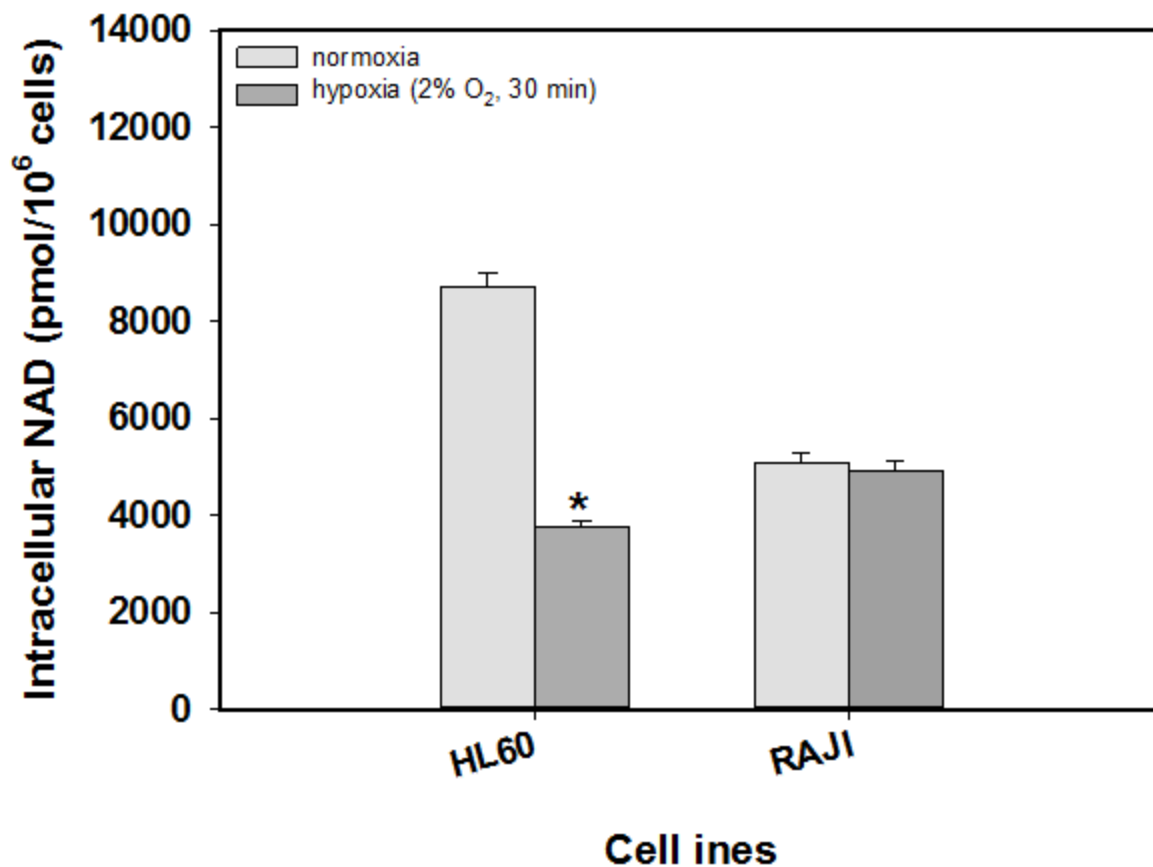 14000
12000
10000
8000
6000
4000
2000
0
Intracellular NAD (pmol/10⁶ cells)
normoxia
hypoxia (2% O₂, 30 min)
*
HL60
RAJI
Cell ines